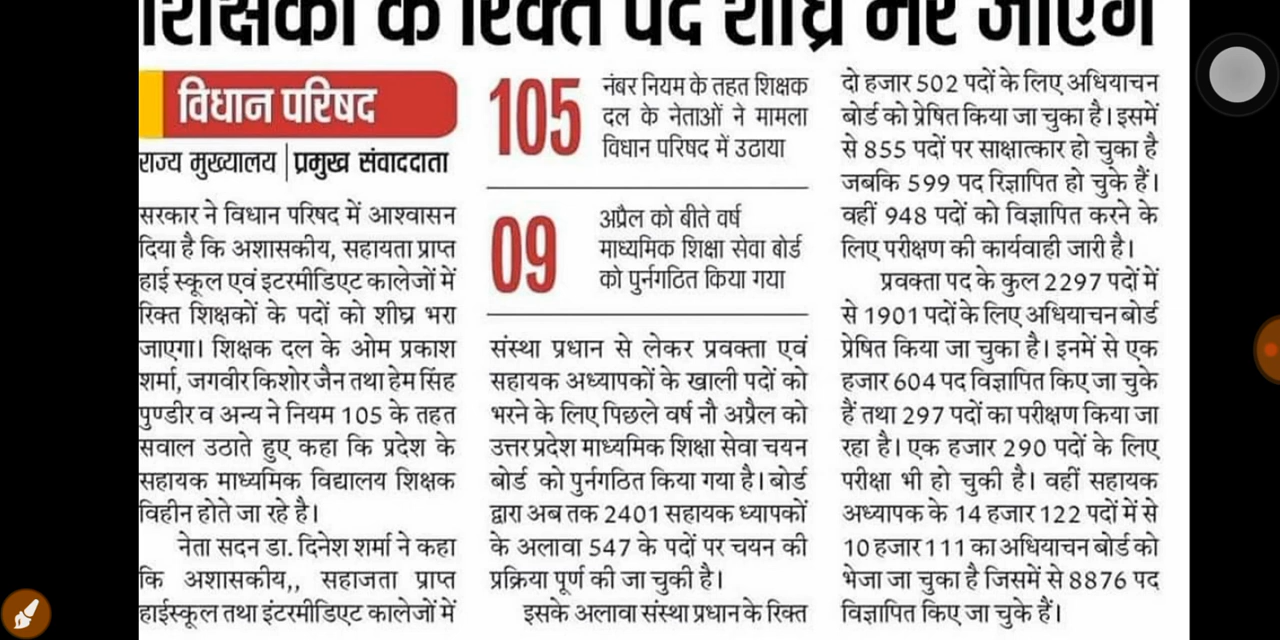 शिक्षकों के रिक्त पद शीघ्र भरे जाएंगे
विधान परिषद
राज्य मुख्यालय | प्रमुख संवाददाता
सरकार ने विधान परिषद में आश्वासन
दिया है कि अशासकीय, सहायता प्राप्त
हाई स्कूल एवं इटरमीडिएट कालेजों में
रिक्त शिक्षकों के पदों को शीघ्र भरा
जाएगा। शिक्षक दल के ओम प्रकाश
शर्मा, जगवीर किशोर जैन तथा हेम सिंह
पुण्डीर व अन्य ने नियम 105 के तहत
सवाल उठाते हुए कहा कि प्रदेश के
सहायक माध्यमिक विद्यालय शिक्षक
विहीन होते जा रहे है।
नेता सदन डा. दिनेश शर्मा ने कहा
कि अशासकीय,, सहाजता प्राप्त
हाईस्कूल तथा इंटरमीडिएट कालेजों में
105 नंबर नियम के तहत शिक्षक
दल के नेताओं ने मामला
विधान परिषद में उठाया
09 अप्रैल को बीते वर्ष
माध्यमिक शिक्षा सेवा बोर्ड
को पुर्नगठित किया गया
संस्था प्रधान से लेकर प्रवक्ता एवं
सहायक अध्यापकों के खाली पदों को
भरने के लिए पिछले वर्ष नौ अप्रैल को
उत्तर प्रदेश माध्यमिक शिक्षा सेवा चयन
बोर्ड को पुर्नगठित किया गया है। बोर्ड
द्वारा अब तक 2401 सहायक ध्यापकों
के अलावा 547 के पदों पर चयन की
प्रक्रिया पूर्ण की जा चुकी है।
इसके अलावा संस्था प्रधान के रिक्त
दो हजार 502 पदों के लिए अधियाचन
बोर्ड को प्रेषित किया जा चुका है। इसमें
से 855 पदों पर साक्षात्कार हो चुका है
जबकि 599 पद रिज्ञापित हो चुके हैं।
वहीं 948 पदों को विज्ञापित करने के
लिए परीक्षण की कार्यवाही जारी है।
प्रवक्ता पद के कुल 2297 पदों में
से 1901 पदों के लिए अधियाचन बोर्ड
प्रेषित किया जा चुका है। इनमें से एक
हजार 604 पद विज्ञापित किए जा चुके
हैं तथा 297 पदों का परीक्षण किया जा
रहा है। एक हजार 290 पदों के लिए
परीक्षा भी हो चुकी है। वहीं सहायक
अध्यापक के 14 हजार 122 पदों में से
10 हजार 111 का अधियाचन बोर्ड को
भेजा जा चुका है जिसमें से 8876 पद
विज्ञापित किए जा चुके हैं।